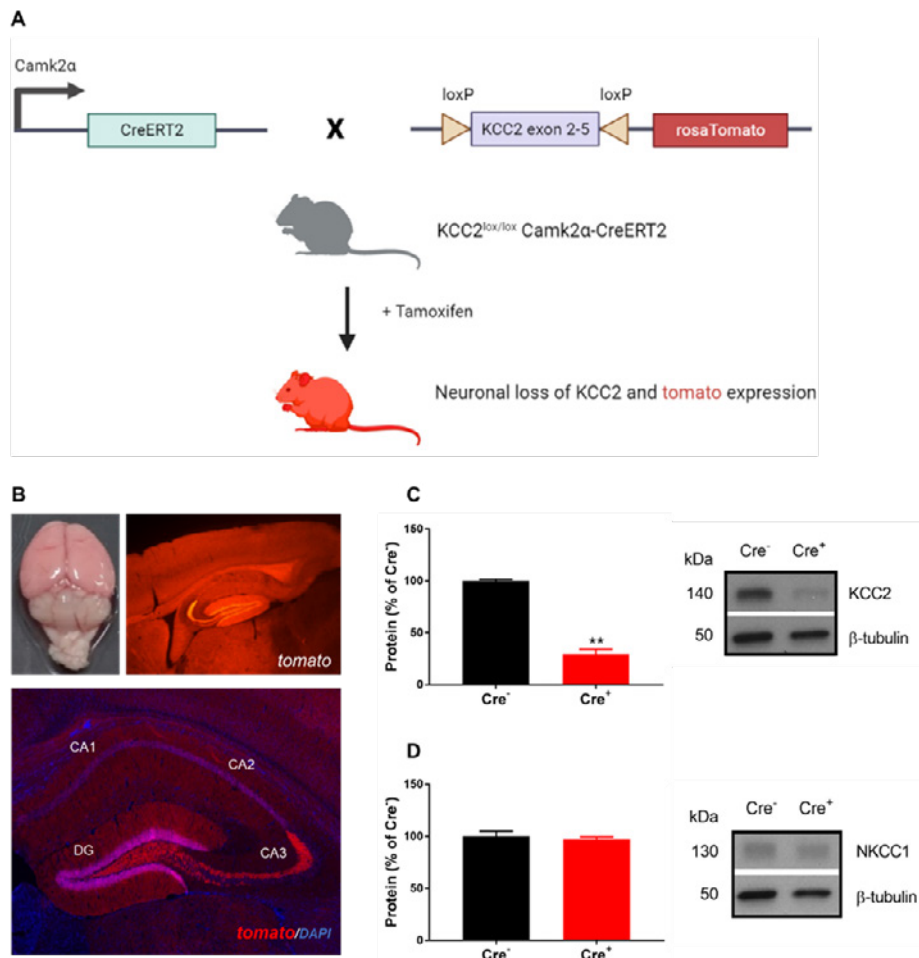 A
Camk2α
CreERT2
X
loxP
loxP
KCC2 exon 2-5
rosaTomato
KCC2lox/lox Camk2α-CreERT2
+ Tamoxifen
Neuronal loss of KCC2 and tomato expression
B
tomato
CA1
CA2
DG
CA3
tomato/DAPI
C
Protein (% of Cre-)
150
100
50
0
**
Cre-
Cre+
kDa
Cre-
Cre+
140
KCC2
50
β-tubulin
D
Protein (% of Cre-)
150
100
50
0
Cre-
Cre+
kDa
Cre-
Cre+
130
NKCC1
50
β-tubulin